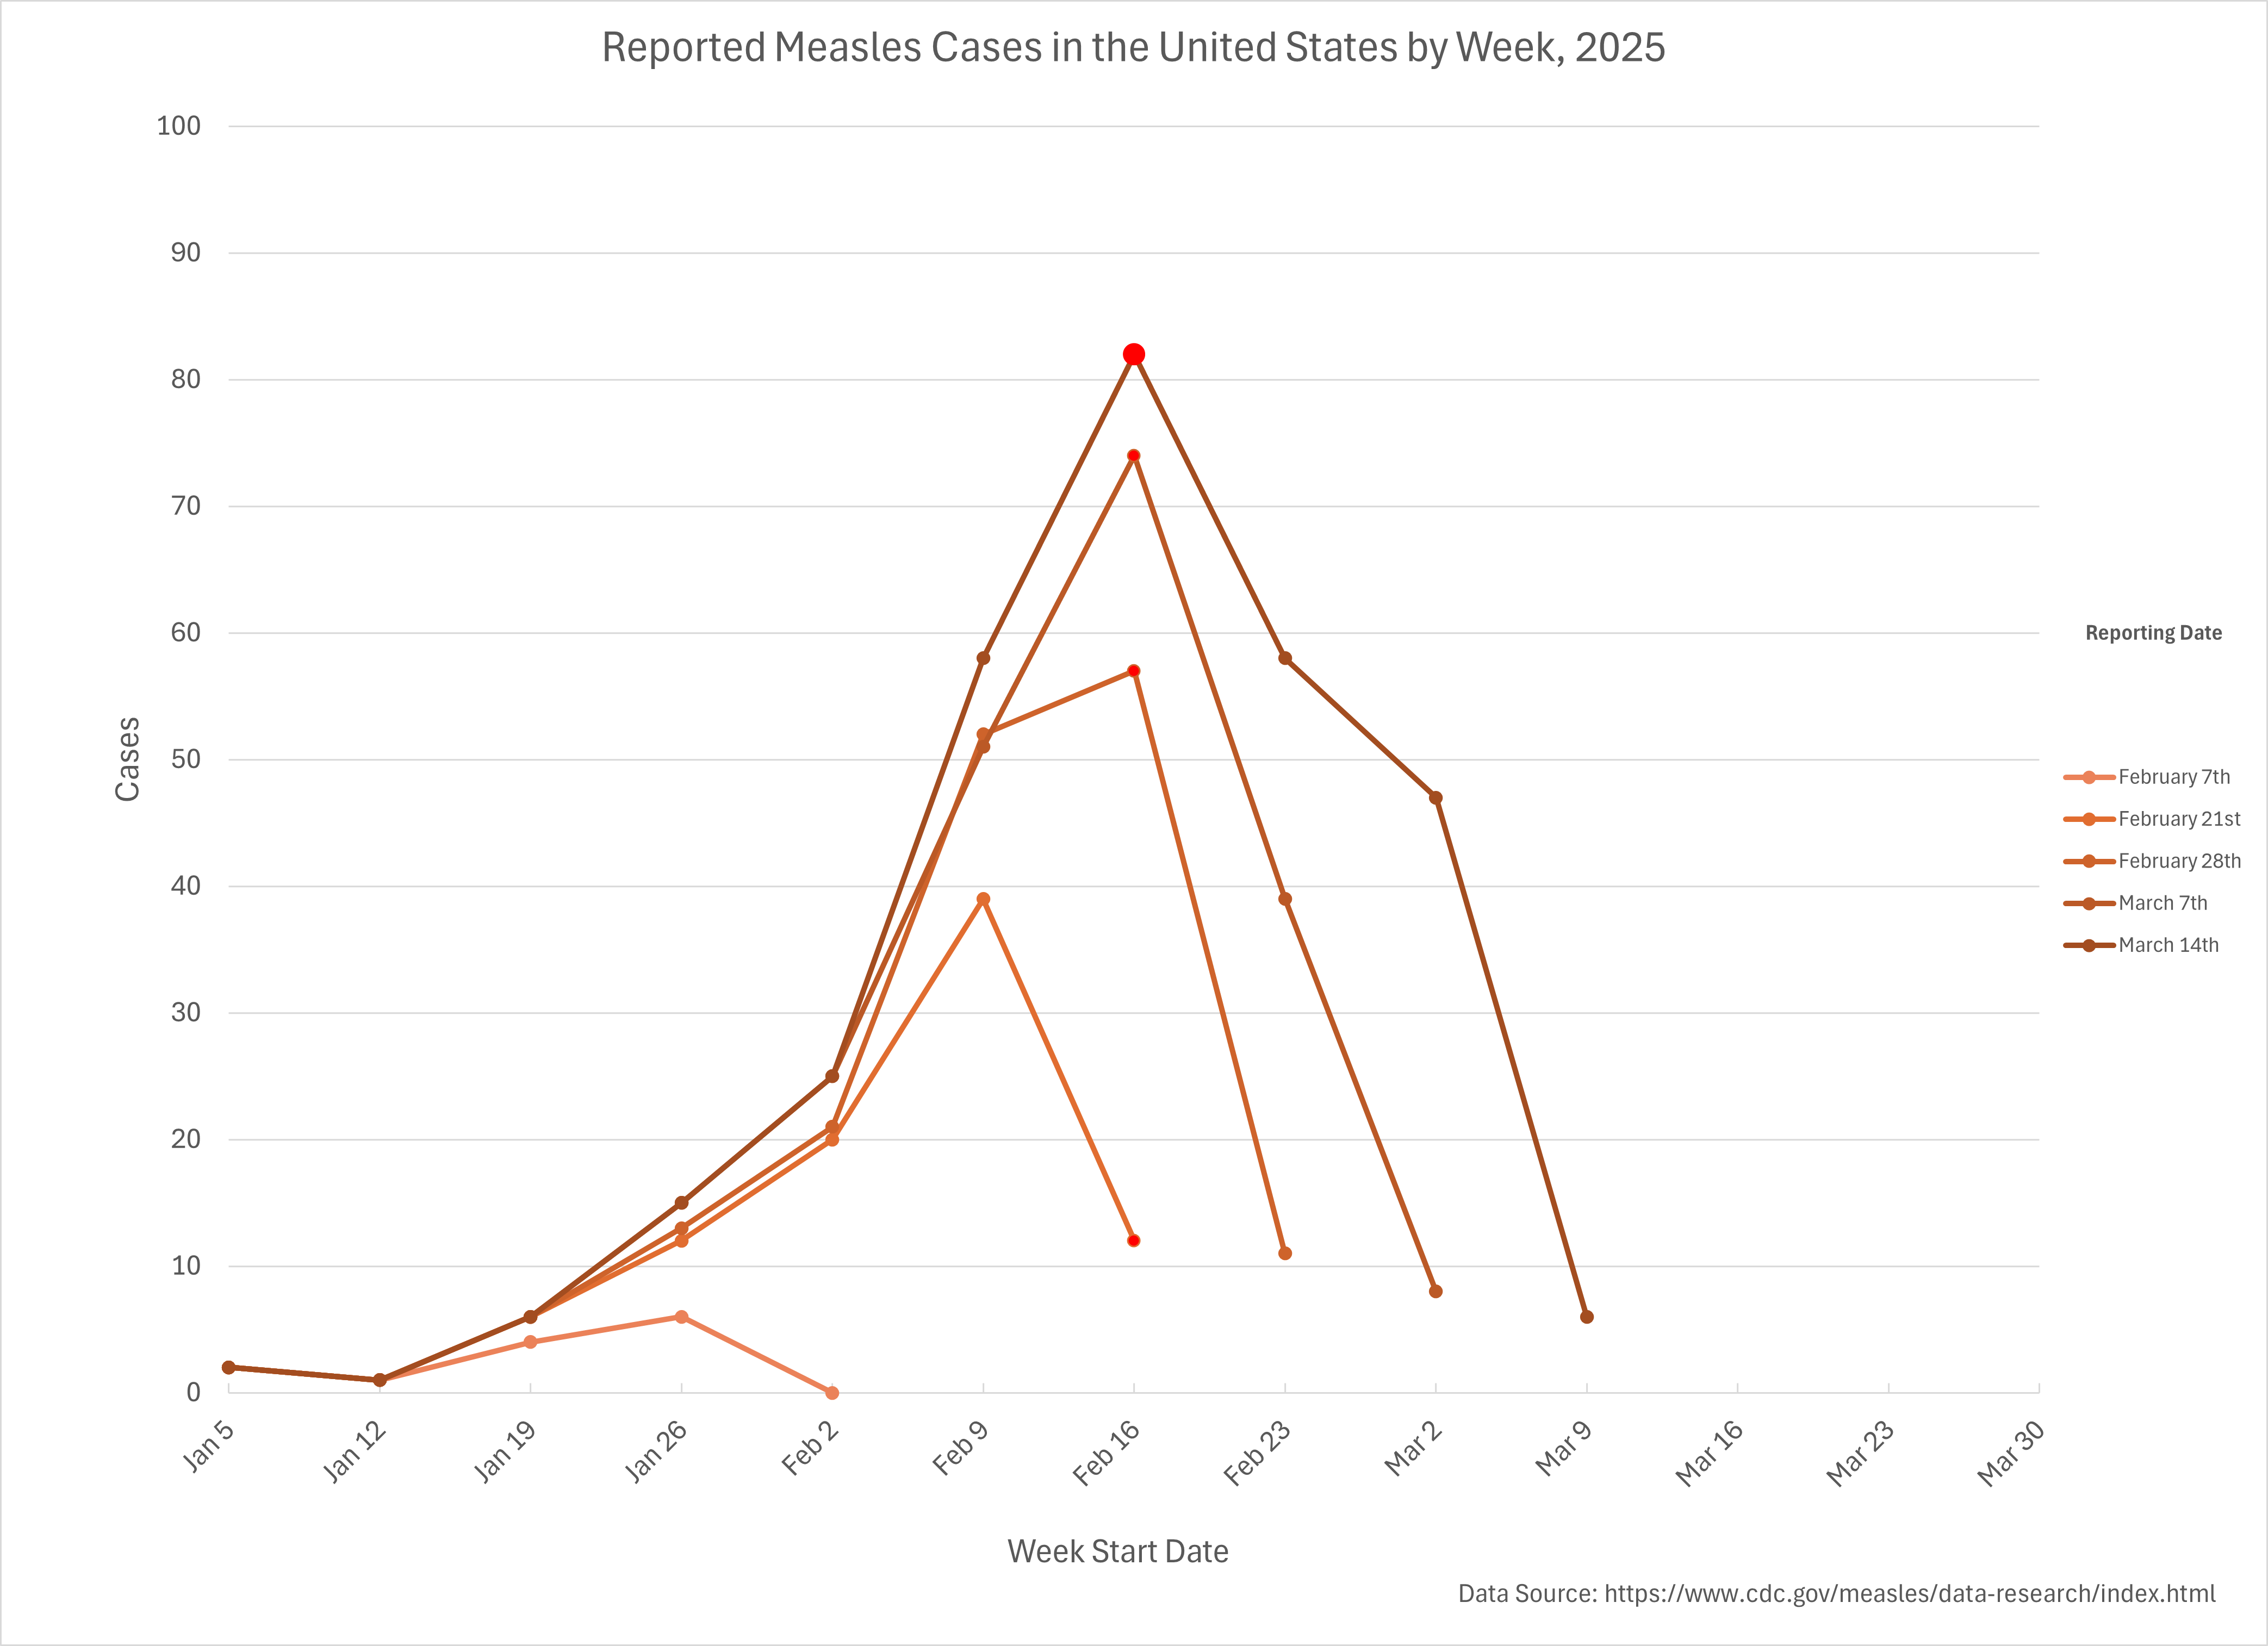 Reported Measles Cases in the United States by Week, 2025
100
90
80
70
60
50
40
30
20
10
0
Cases
Jan 5
Jan 12
Jan 19
Jan 26
Feb 2
Feb 9
Feb 16
Feb 23
Mar 2
Mar 9
Mar 16
Mar 23
Mar 30
Week Start Date
Reporting Date
February 7th
February 21st
February 28th
March 7th
March 14th
Data Source: https://www.cdc.gov/measles/data-research/index.html